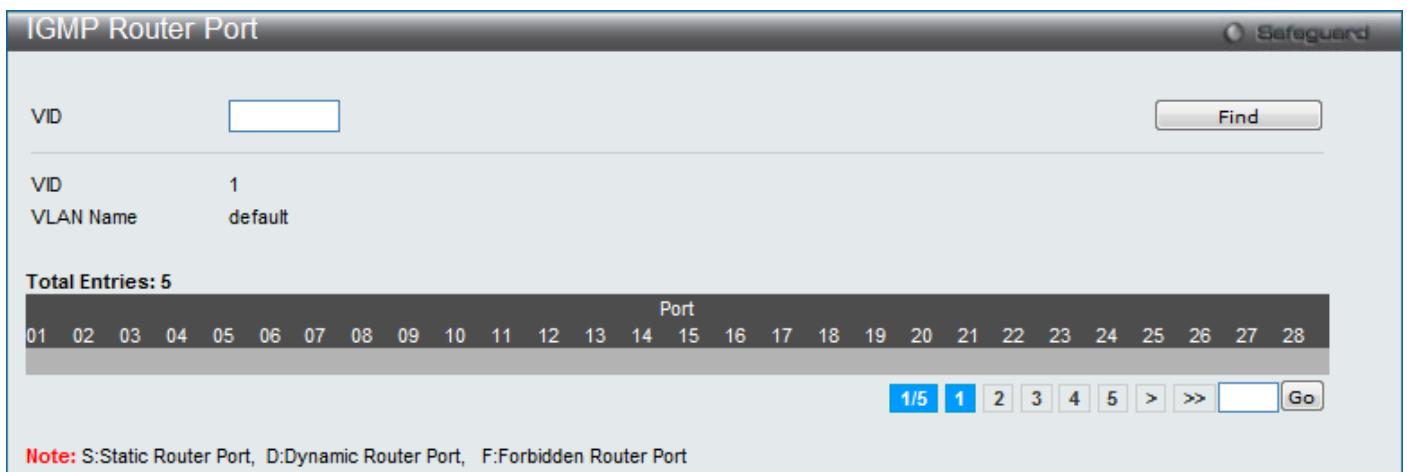 IGMP Router Port
Safeguard
VID
Find
VID 1
VLAN Name default
Total Entries: 5
Port
01 02 03 04 05 06 07 08 09 10 11 12 13 14 15 16 17 18 19 20 21 22 23 24 25 26 27 28
1/5 1 2 3 4 5 > >> Go
Note: S:Static Router Port, D:Dynamic Router Port, F:Forbidden Router Port